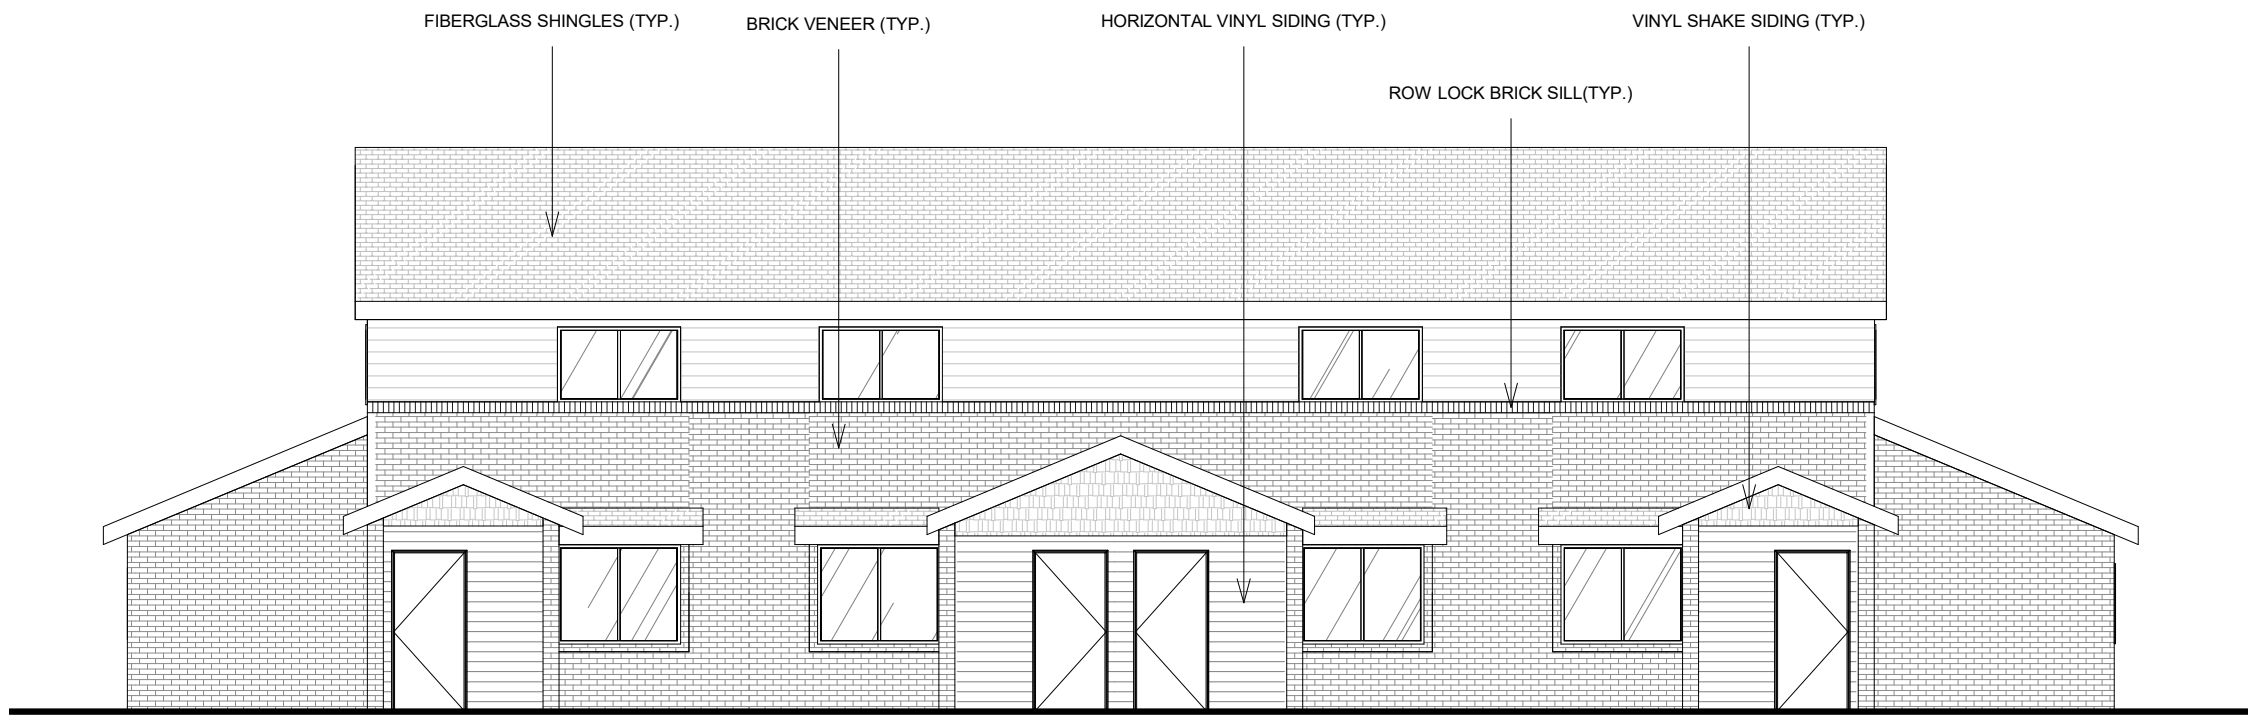 FIBERGLASS SHINGLES (TYP.)
BRICK VENEER (TYP.)
HORIZONTAL VINYL SIDING (TYP.)
VINYL SHAKE SIDING (TYP.)
ROW LOCK BRICK SILL(TYP.)